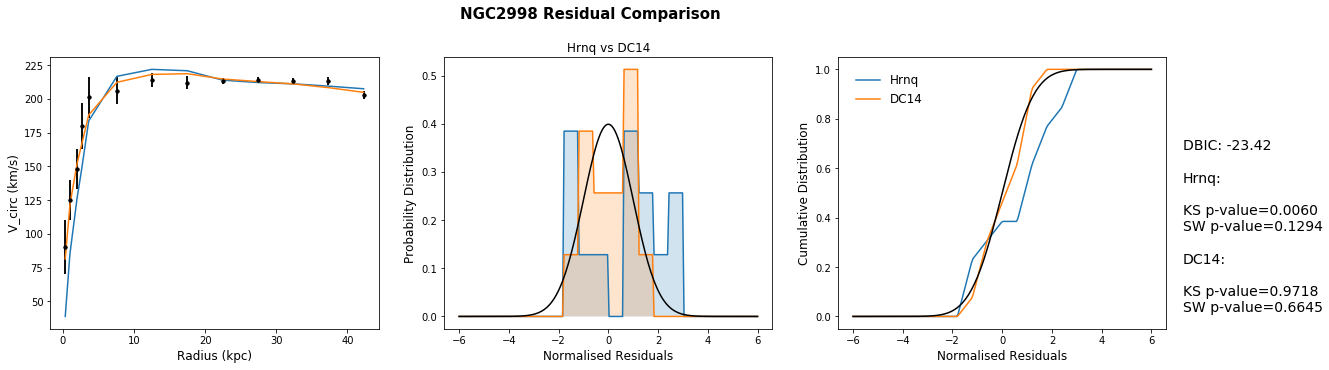 NGC2998 Residual Comparison
V_circ (km/s)
225
200
175
150
125
100
75
50
0
10
20
30
40
Radius (kpc)
Hrnq vs DC14
Probability Distribution
0.5
0.4
0.3
0.2
0.1
0.0
−6
−4
−2
0
2
4
6
Normalised Residuals
Cumulative Distribution
1.0
0.8
0.6
0.4
0.2
0.0
Hrnq
DC14
−6
−4
−2
0
2
4
6
Normalised Residuals
DBIC: -23.42
Hrnq:
KS p-value=0.0060
SW p-value=0.1294
DC14:
KS p-value=0.9718
SW p-value=0.6645